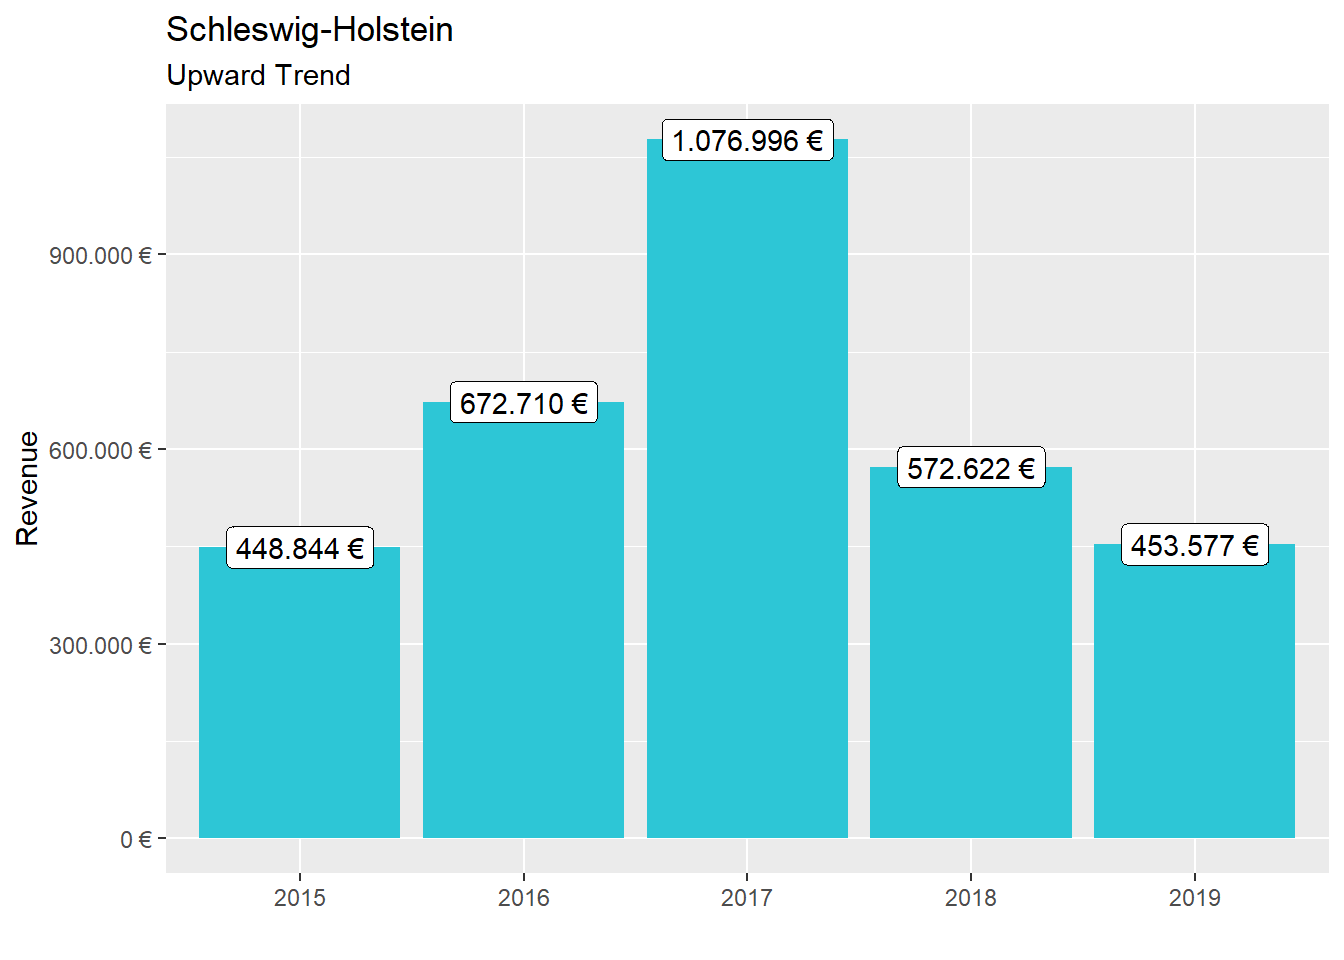 Schleswig-Holstein
Upward Trend
1.076.996 €
900.000 €
672.710 €
600.000 €
572.622 €
448.844 €
453.577 €
300.000 €
0 €
Revenue
2015 2016 2017 2018 2019